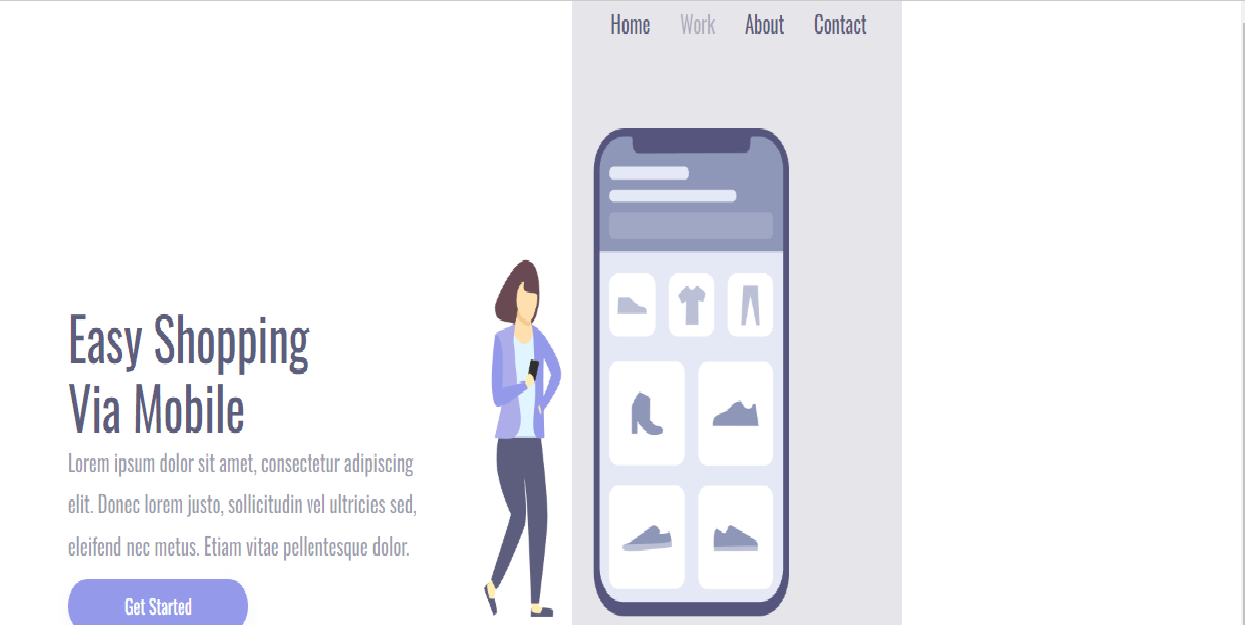 Home Work About Contact
Easy Shopping
Via Mobile
Lorem ipsum dolor sit amet, consectetur adipiscing
elit. Donec lorem justo, sollicitudin vel ultricies sed,
eleifend nec metus. Etiam vitae pellentesque dolor.
Get Started